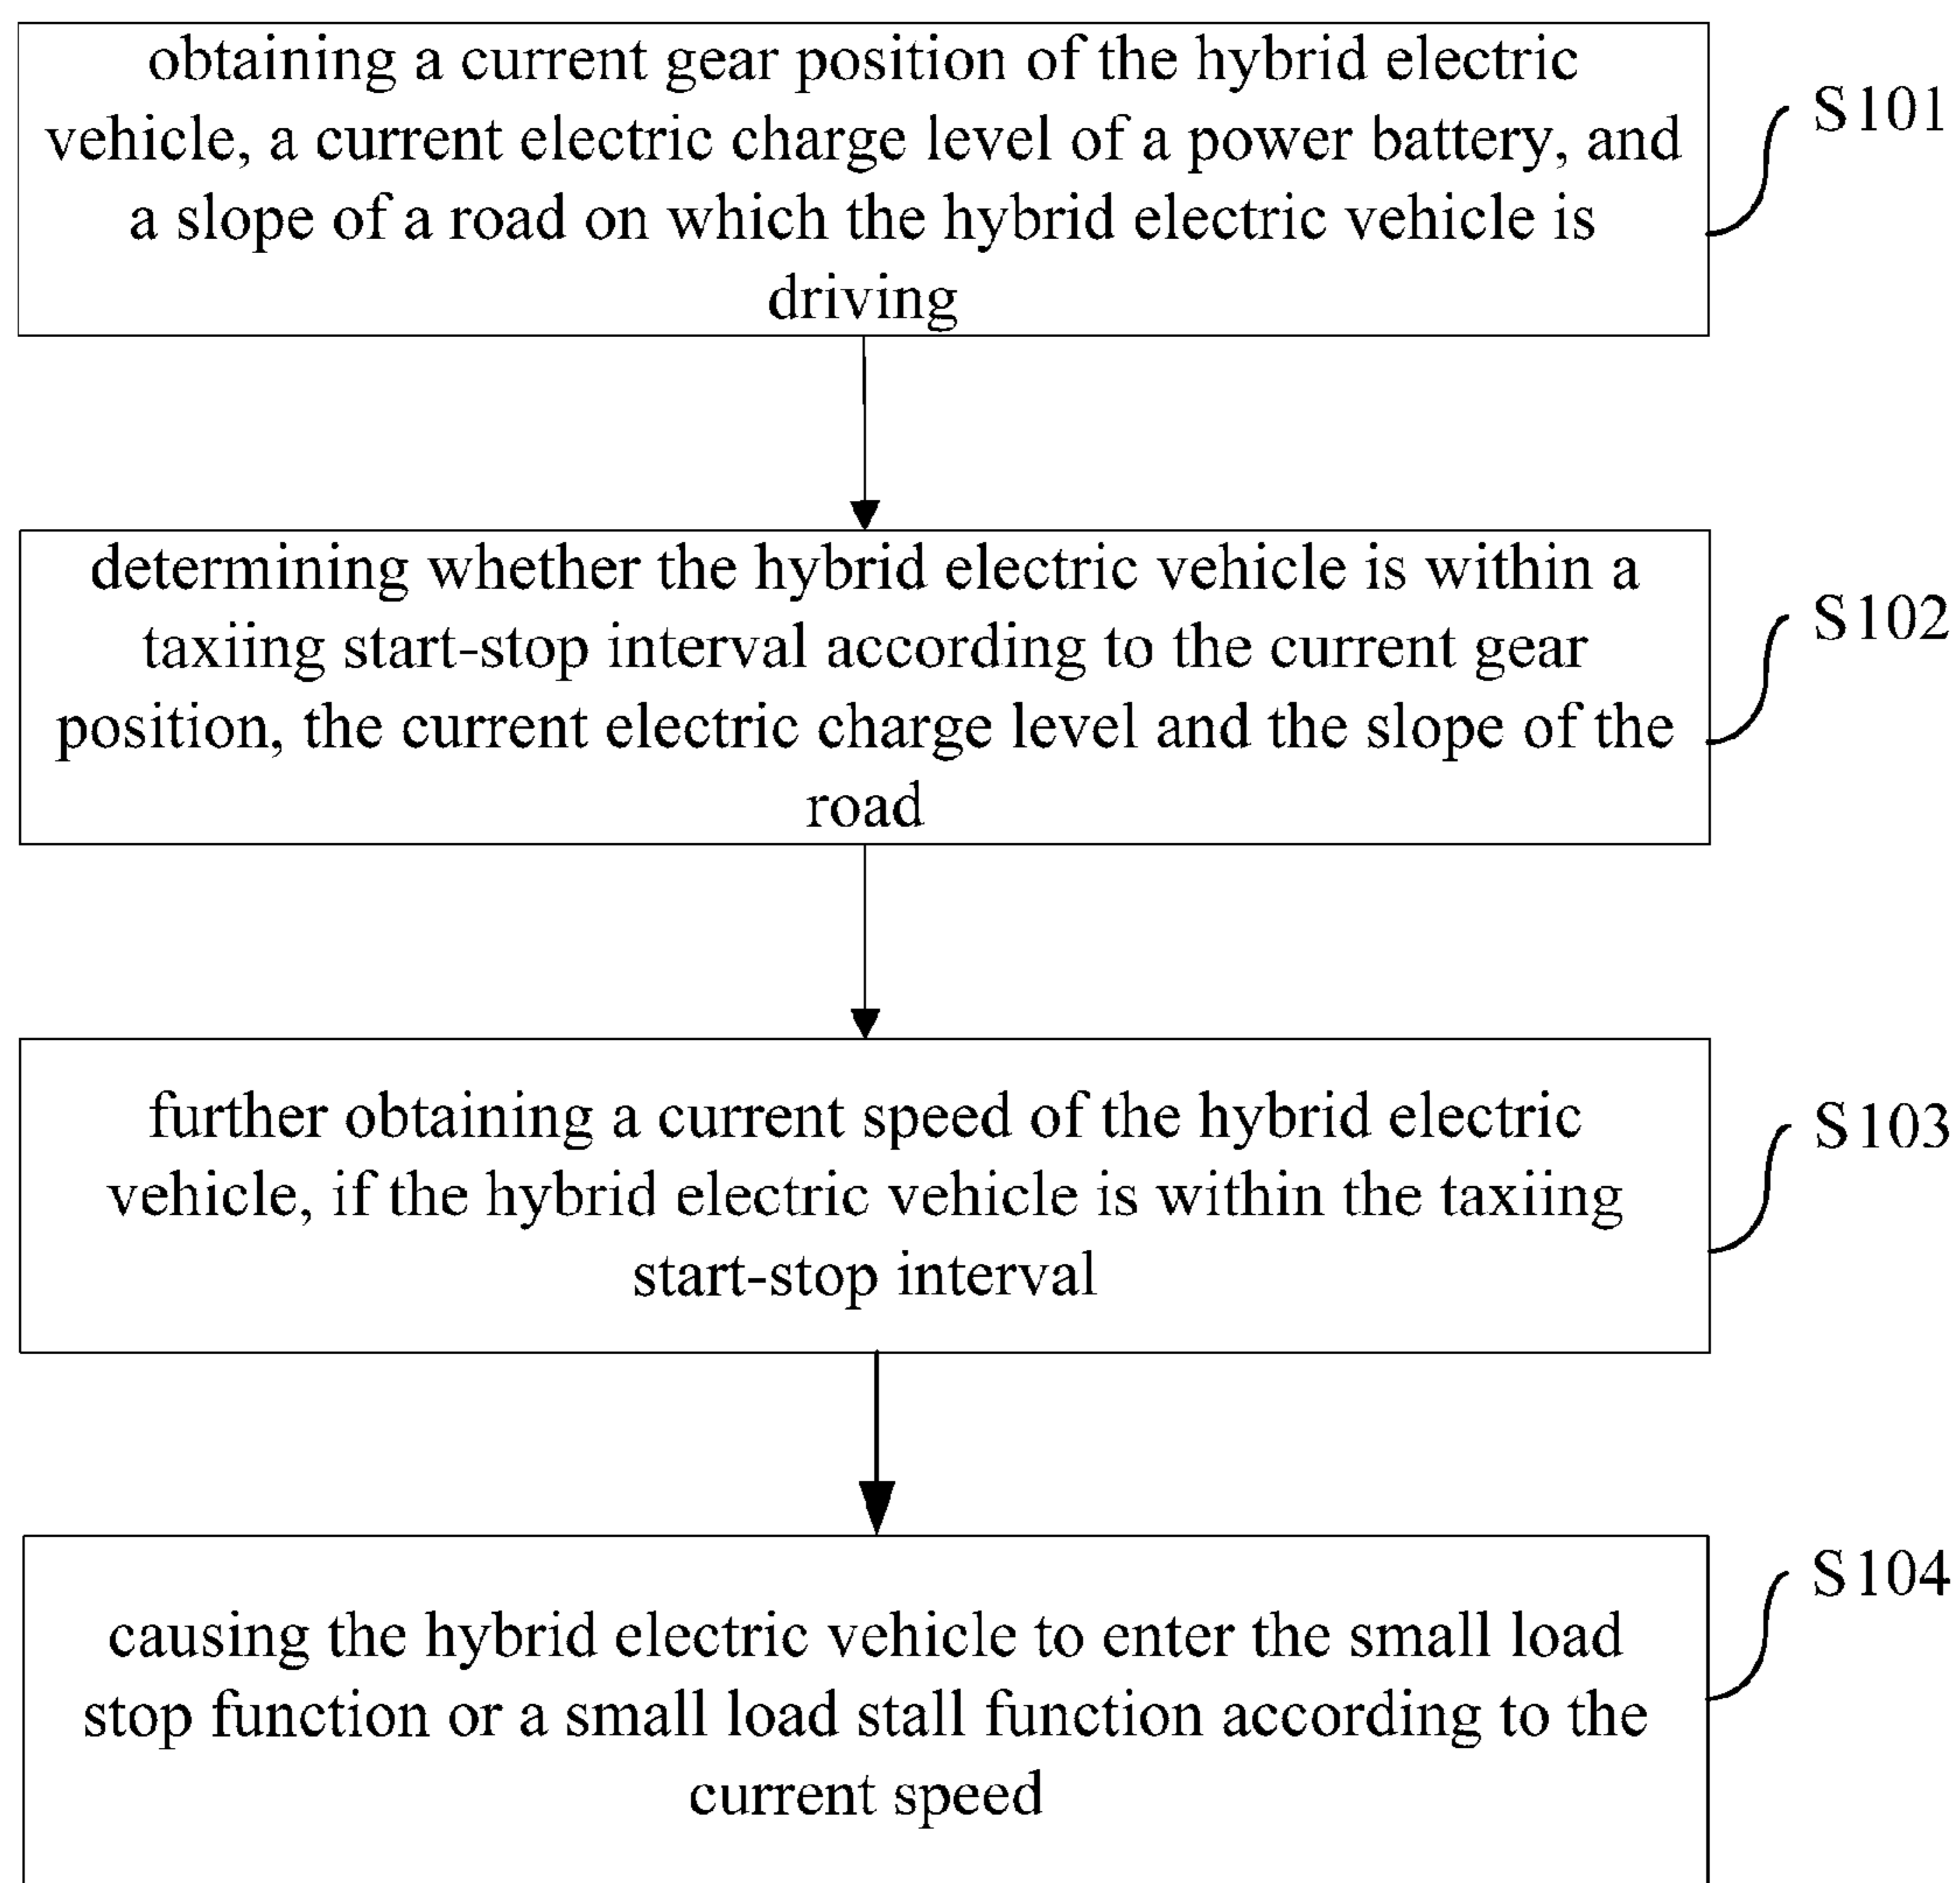 obtaining a current gear position of the hybrid electric
vehicle, a current electric charge level of a power battery, and
a slope of a road on which the hybrid electric vehicle is
driving
S101
determining whether the hybrid electric vehicle is within a
taxiing start-stop interval according to the current gear
position, the current electric charge level and the slope of the
road
S102
further obtaining a current speed of the hybrid electric
vehicle, if the hybrid electric vehicle is within the taxiing
start-stop interval
S103
causing the hybrid electric vehicle to enter the small load
stop function or a small load stall function according to the
current speed
S104